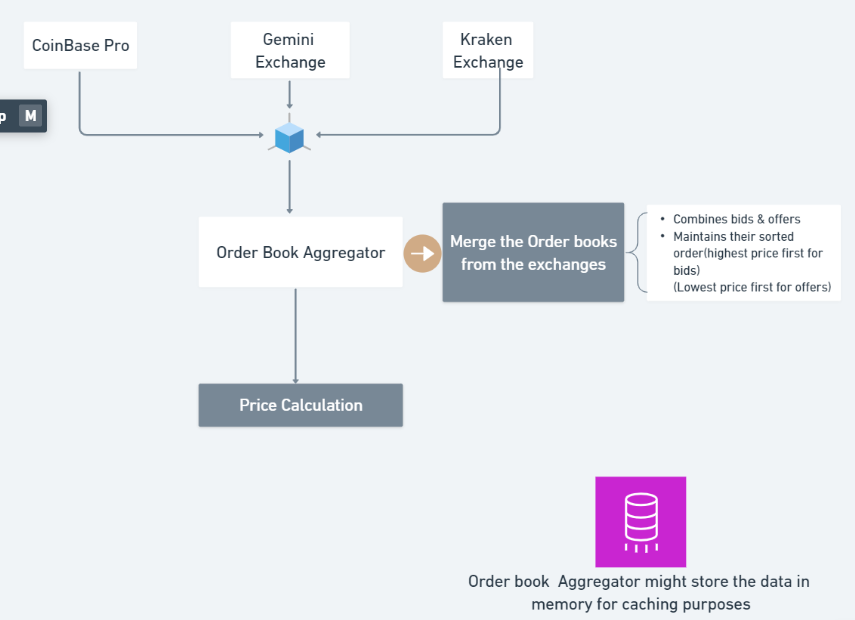 CoinBase Pro
Gemini
Exchange
Kraken
Exchange
p M
Order Book Aggregator
Merge the Order books
from the exchanges
• Combines bids & offers
• Maintains their sorted
order(highest price first for
bids)
(Lowest price first for offers)
Price Calculation
Order book  Aggregator might store the data in
memory for caching purposes